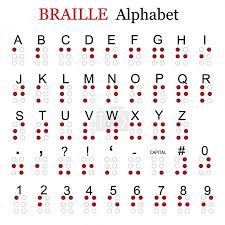 BRAILLE Alphabet
A B C D E F G H I
J K L M N O P Q R
S T U V W X Y Z
. , ? ; ! ' - CAPITAL # 0
1 2 3 4 5 6 7 8 9